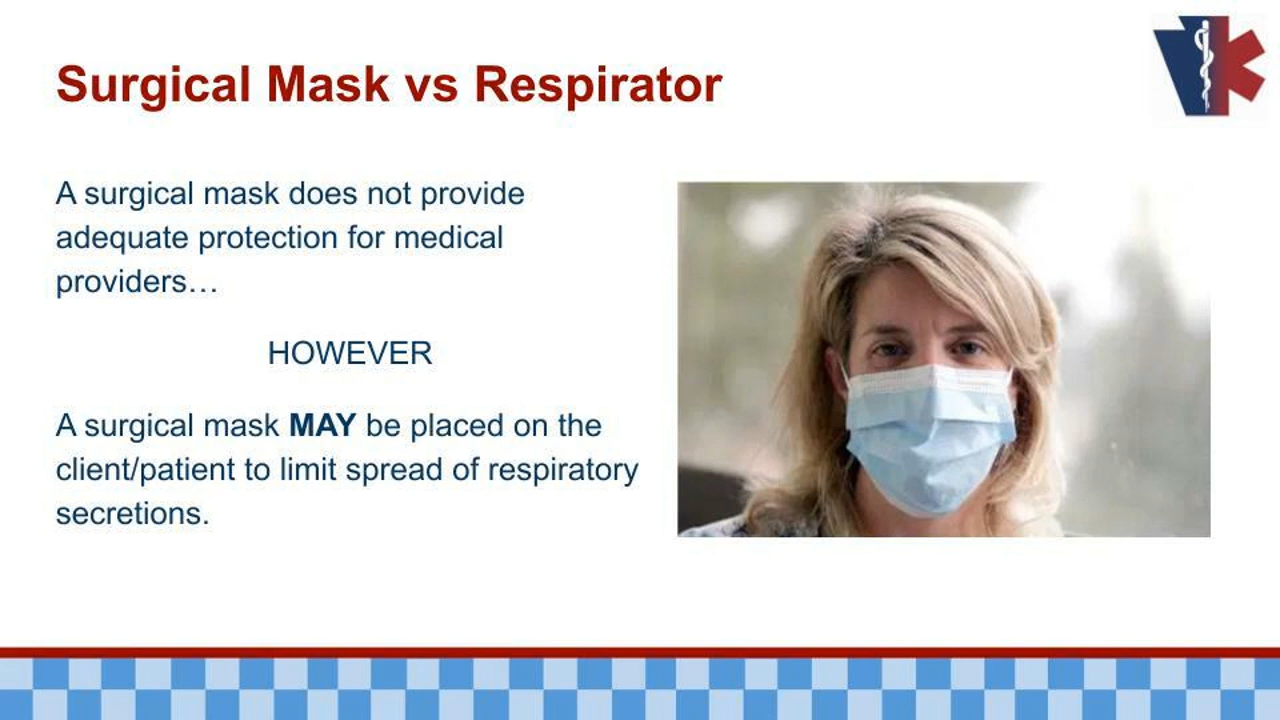 Surgical Mask vs Respirator
A surgical mask does not provide
adequate protection for medical
providers…
HOWEVER
A surgical mask MAY be placed on the
client/patient to limit spread of respiratory
secretions.